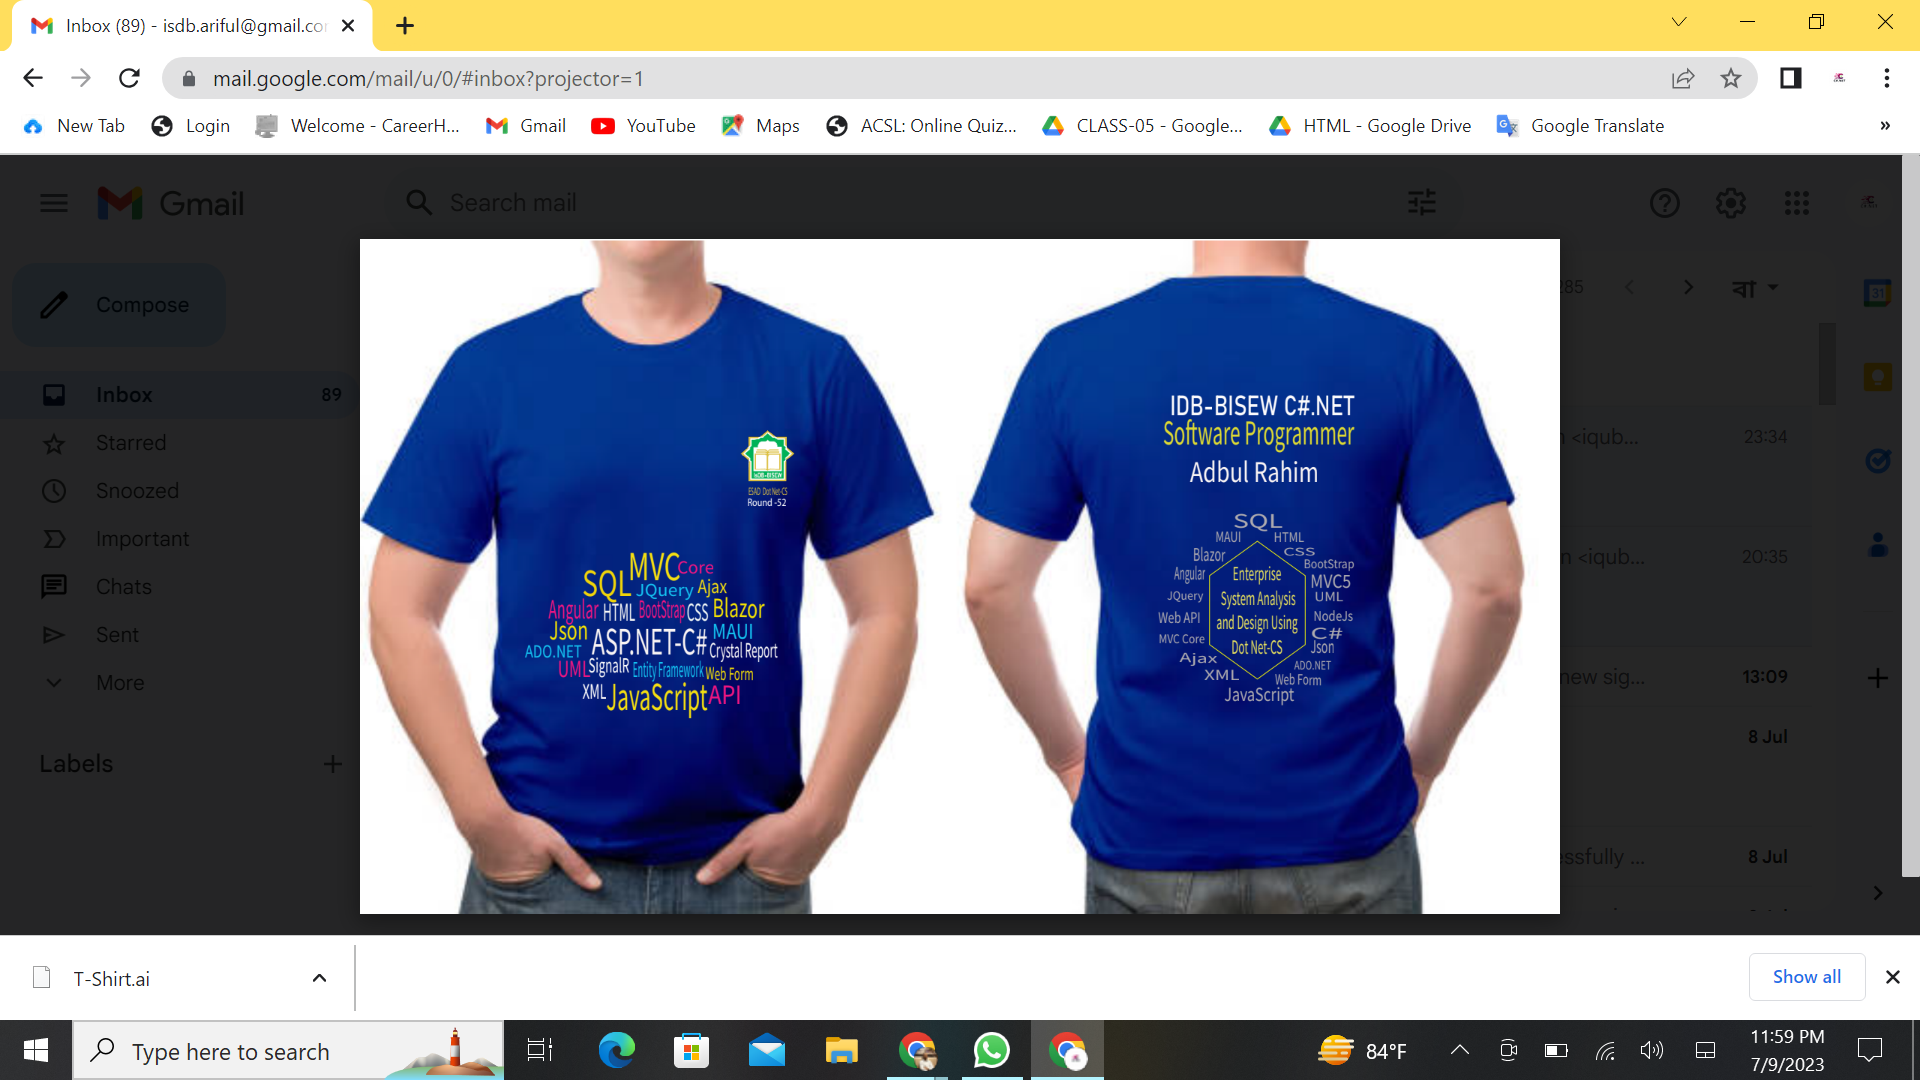 Inbox (89) - isdb.ariful@gmail.co
mail.google.com/mail/u/0/#inbox?projector=1
New Tab
Login
Welcome - CareerH...
Gmail
YouTube
Maps
ACSL: Online Quiz...
CLASS-05 - Google...
HTML - Google Drive
Google Translate
»
Gmail
Search mail
Compose
285
বা
Inbox 89
Starred
Snoozed
Important
Chats
Sent
More
Labels
<iqub... 23:34
<iqub... 20:35
new sig... 13:09
8 Jul
essfully ... 8 Jul
31
IsDB-BISEW
ESAD Dot Net-CS
Round -52
MVC Core
SQL JQuery Ajax
Angular HTML BootStrap CSS Blazor
Json ASP.NET-C# MAUI
ADO.NET Crystal Report
UML SignalR Entity Framework Web Form
XML JavaScript API
IDB-BISEW C#.NET
Software Programmer
Adbul Rahim
SQL
MAUI HTML
Blazor CSS
BootStrap
Angular Enterprise MVC5
JQuery System Analysis UML
Web API and Design Using NodeJs
MVC Core C#
Dot Net-CS Json
Ajax ADO.NET
XML Web Form
JavaScript
T-Shirt.ai
Show all
Type here to search
84°F
11:59 PM
7/9/2023